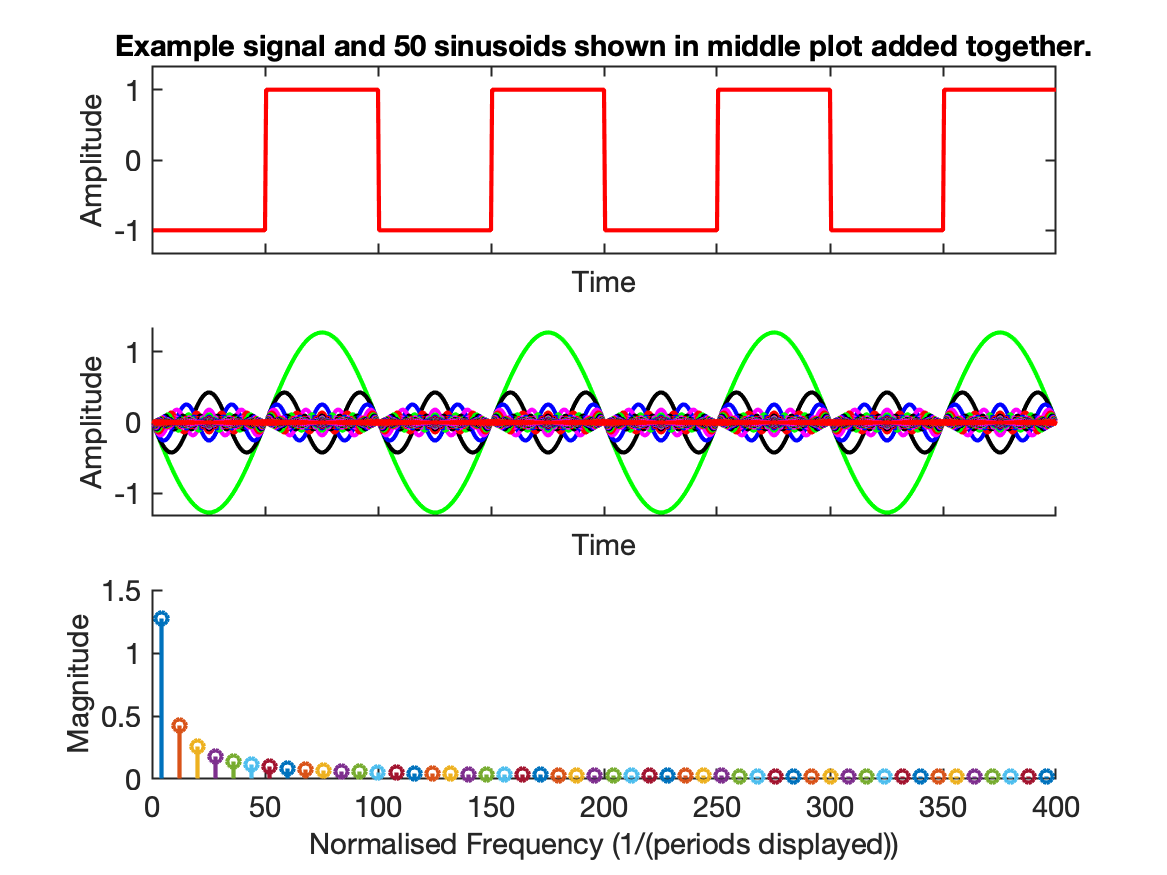 Example signal and 50 sinusoids shown in middle plot added together.
Amplitude
1
0
-1
Time
Amplitude
1
0
-1
Time
Magnitude
1.5
1
0.5
0
0 50 100 150 200 250 300 350 400
Normalised Frequency (1/(periods displayed))